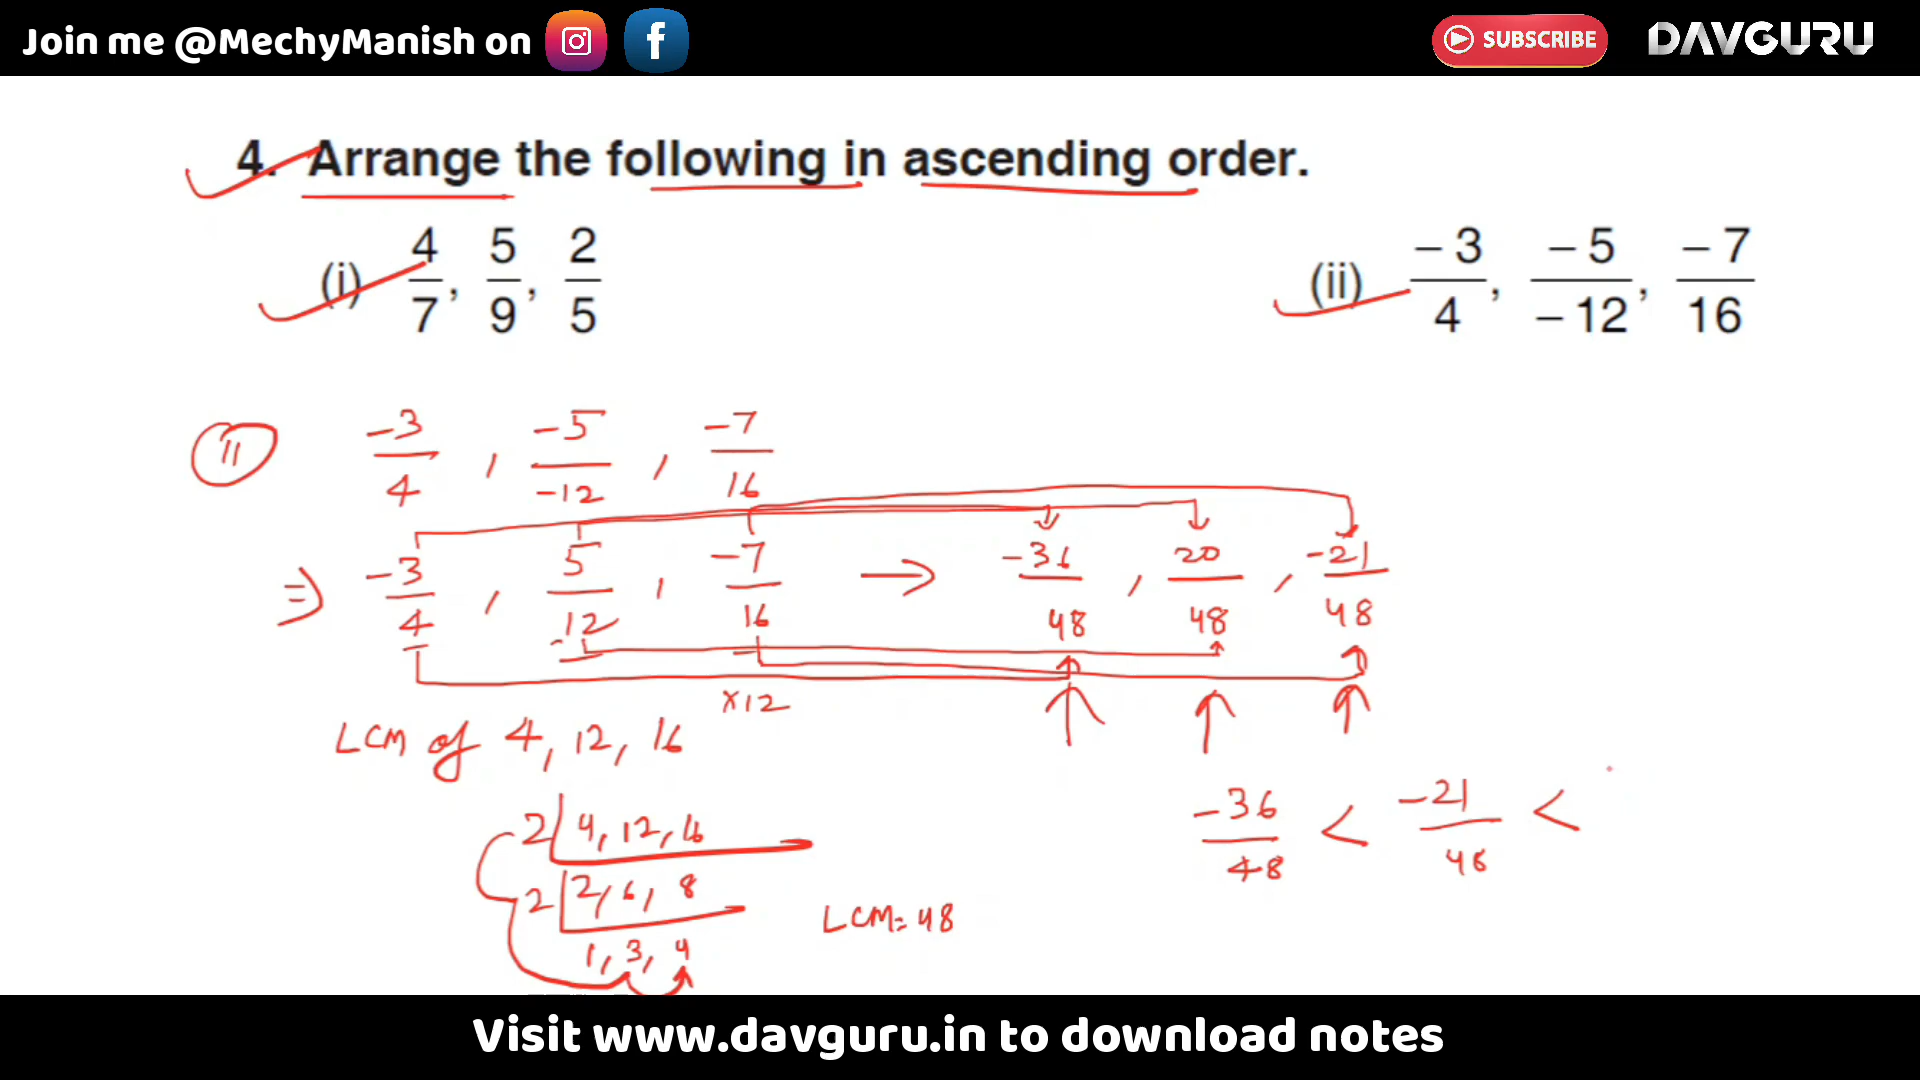 Join me @MechyManish on
SUBSCRIBE DAVGURU
4. Arrange the following in ascending order.
(i) 4/7, 5/9, 2/5
(ii) -3/4, -5/-12, -7/16
(ii) -3/4, -5/-12, -7/16
⇒ -3/4, 5/12, -7/16 → -36/48, 20/48, -21/48
×12
LCM of 4, 12, 16
2 | 4, 12, 16
2 | 2, 6, 8
1, 3, 4
LCM = 48
-36/48 < -21/48 <
Visit www.davguru.in to download notes